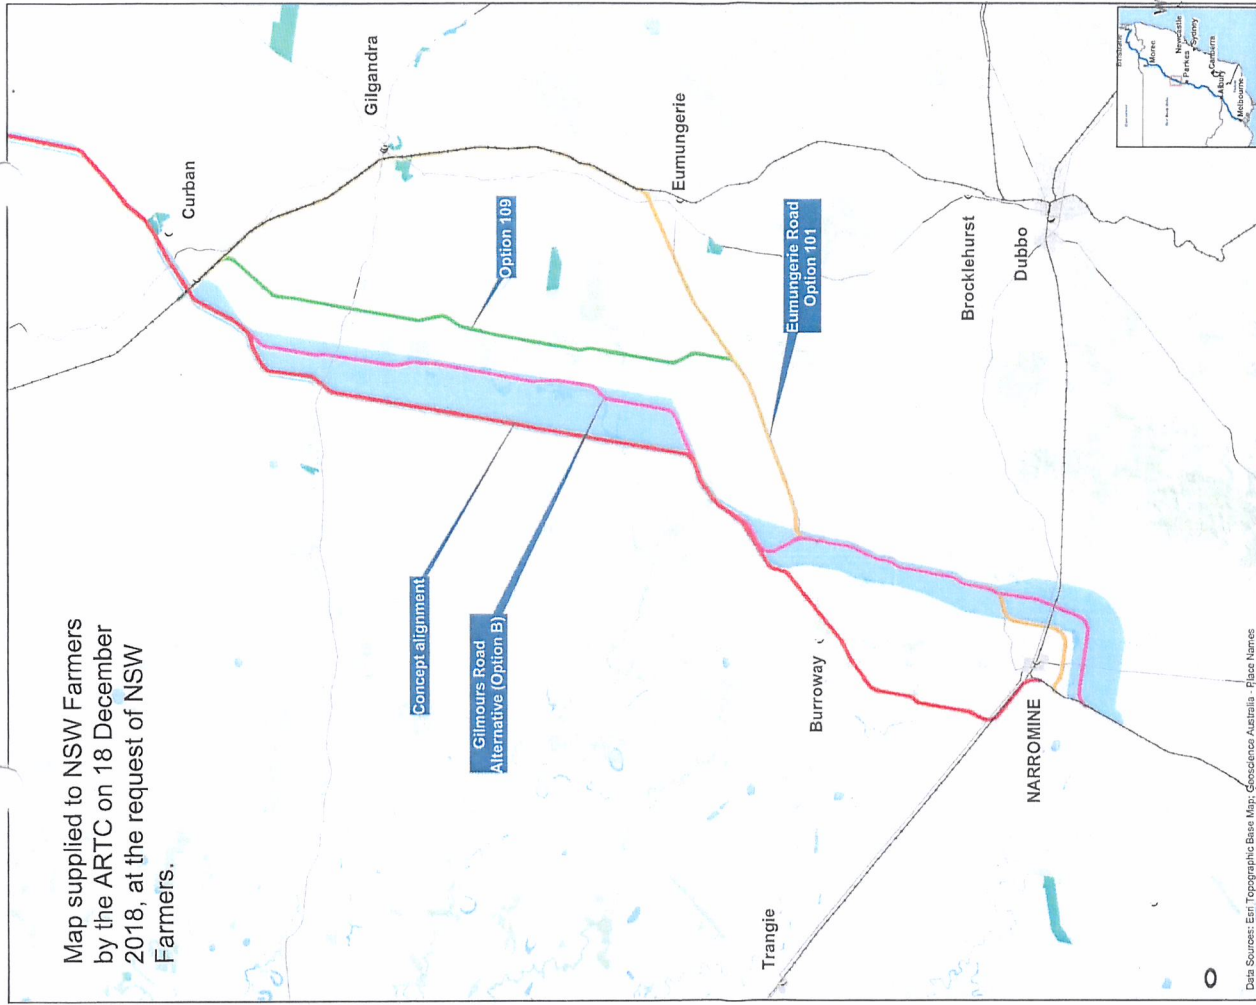 Map supplied to NSW Farmers
by the ARTC on 18 December
2018, at the request of NSW
Farmers.
Curban
Gilgandra
Option 109
Eumungerie
Eumungerie Road
Option 101
Concept alignment
Gilmours Road
Alternative (Option B)
Brocklehurst
Dubbo
Burroway
NARROMINE
Trangie
Brisbane
Moree
Newcastle
Parkes
Sydney
Canberra
Albury
Melbourne
0
Data Sources: Esri Topographic Base Map; Geoscience Australia - Place Names